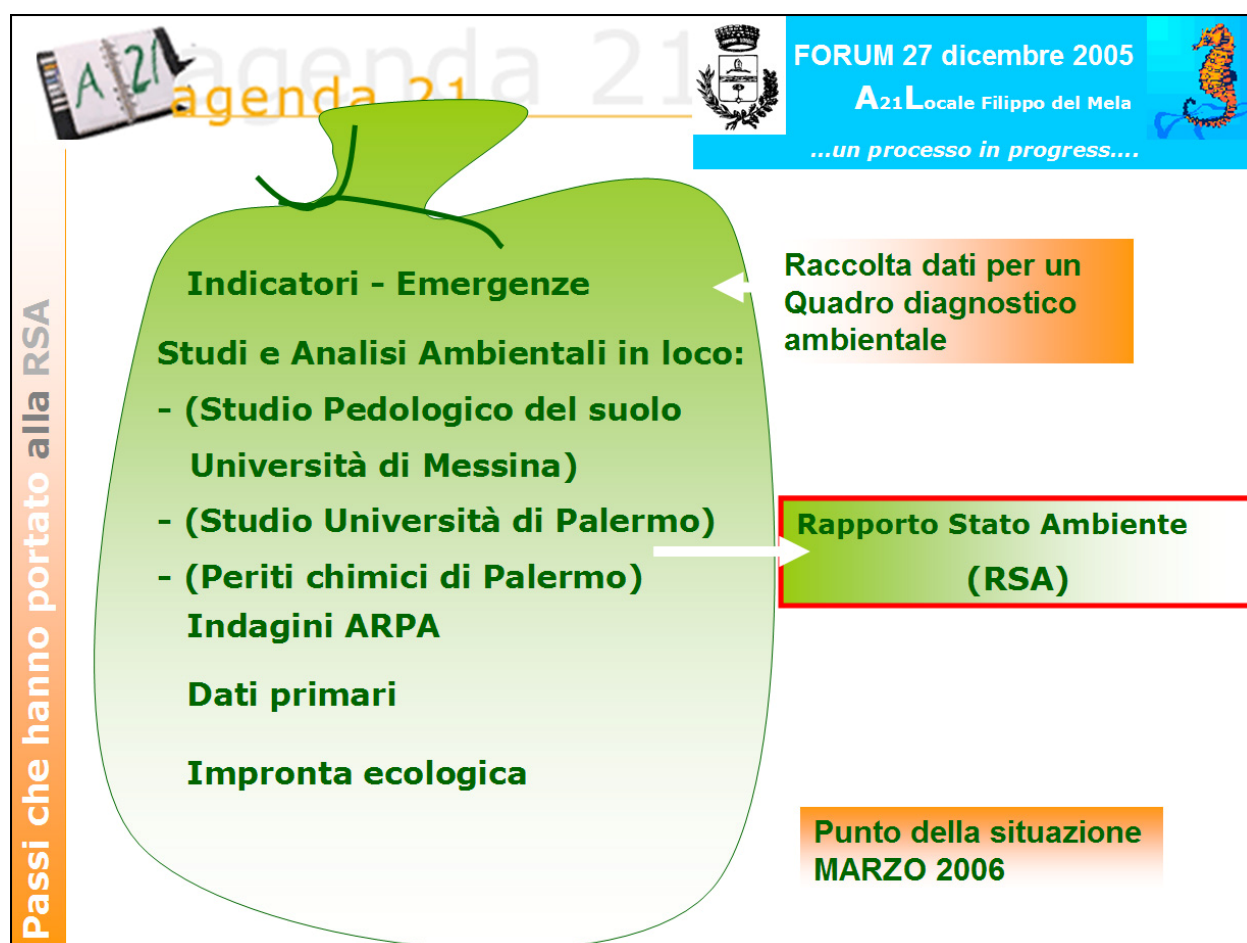 A 21
agenda 21
agenda 21
FORUM 27 dicembre 2005
A21Locale Filippo del Mela
...un processo in progress....
Passi che hanno portato alla RSA
Indicatori - Emergenze
Studi e Analisi Ambientali in loco:
- (Studio Pedologico del suolo
Università di Messina)
- (Studio Università di Palermo)
- (Periti chimici di Palermo)
Indagini ARPA
Dati primari
Impronta ecologica
Raccolta dati per un
Quadro diagnostico
ambientale
Rapporto Stato Ambiente
(RSA)
Punto della situazione
MARZO 2006